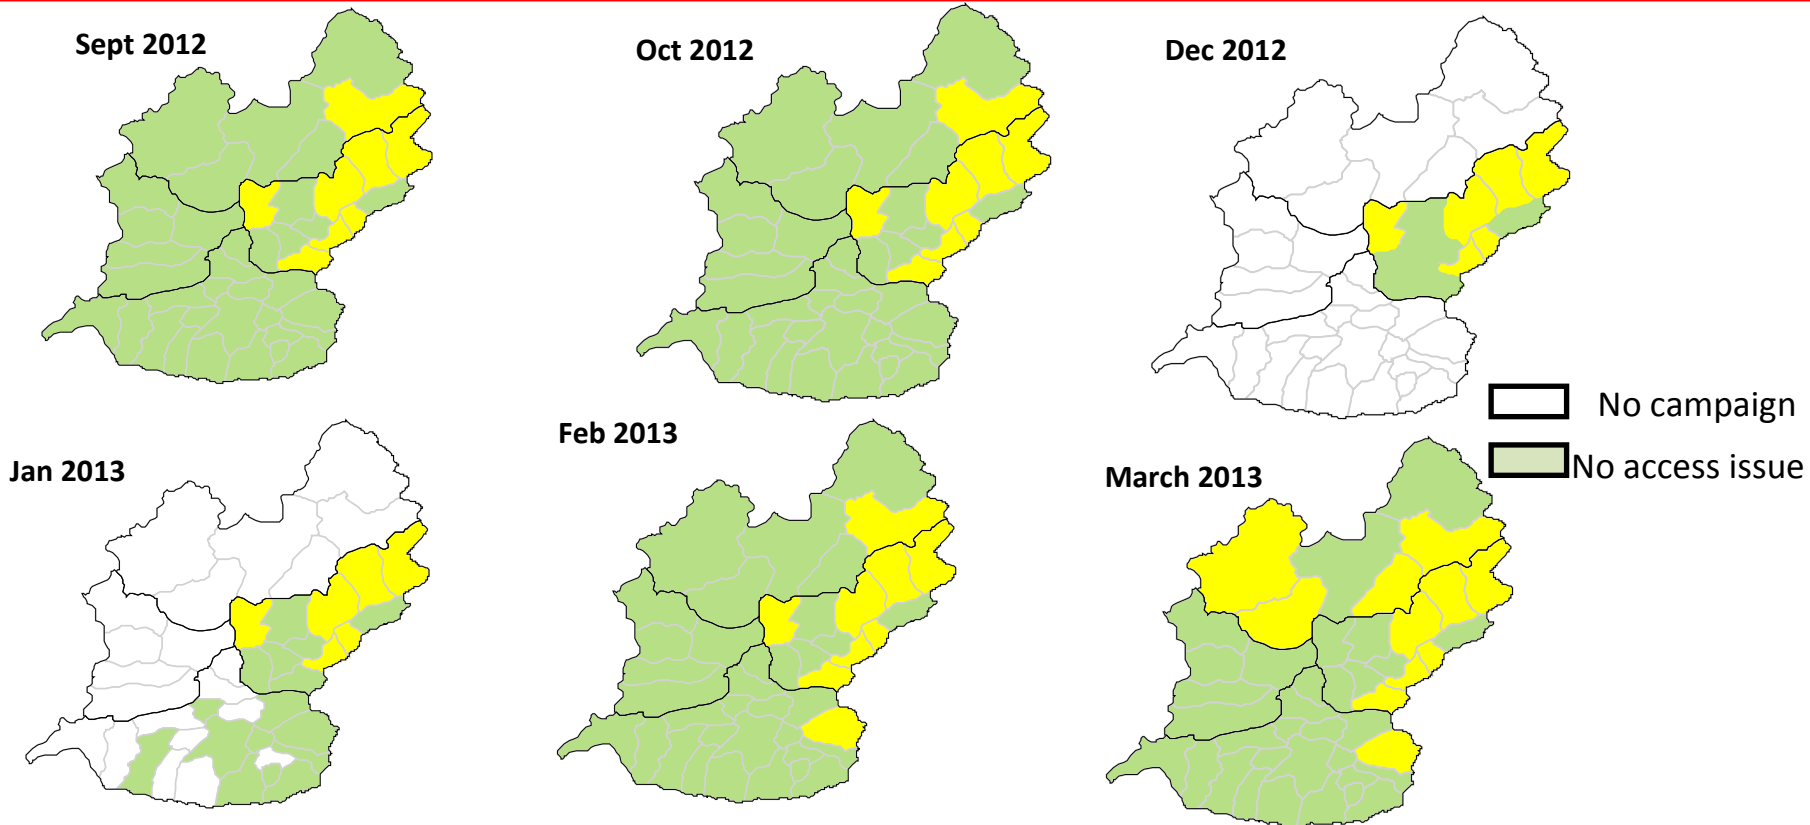 Sept 2012
Oct 2012
Dec 2012
No campaign
No access issue
Jan 2013
Feb 2013
March 2013